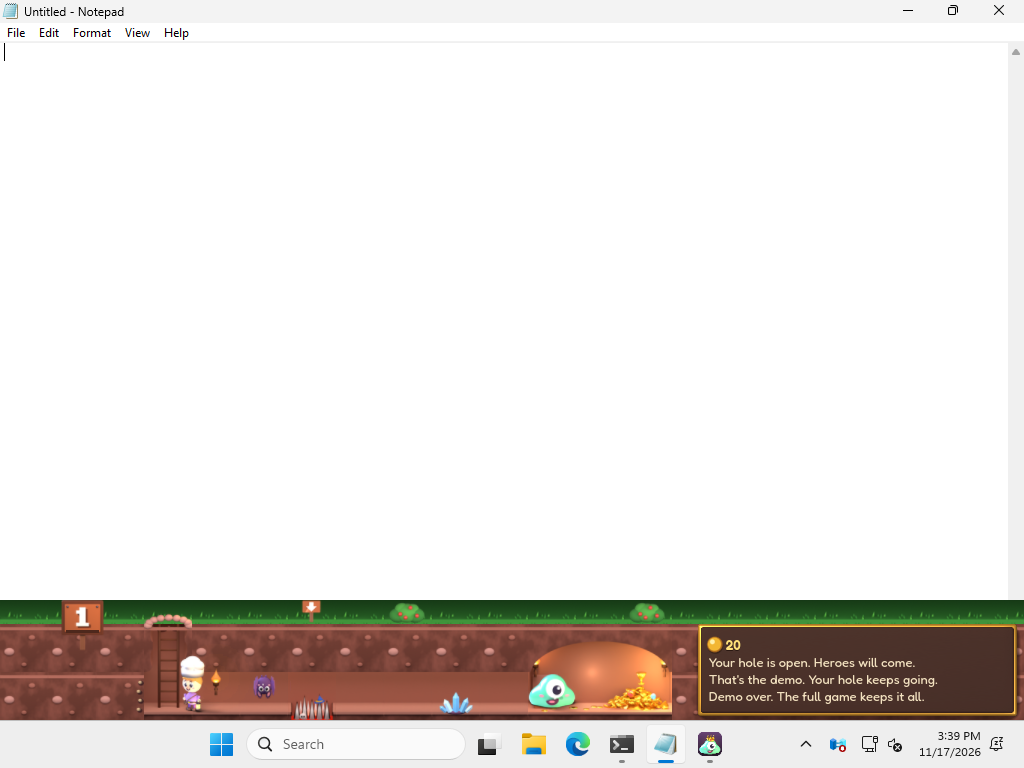 Untitled - Notepad
File Edit Format View Help
1
20
Your hole is open. Heroes will come.
That's the demo. Your hole keeps going.
Demo over. The full game keeps it all.
Search
3:39 PM
11/17/2026